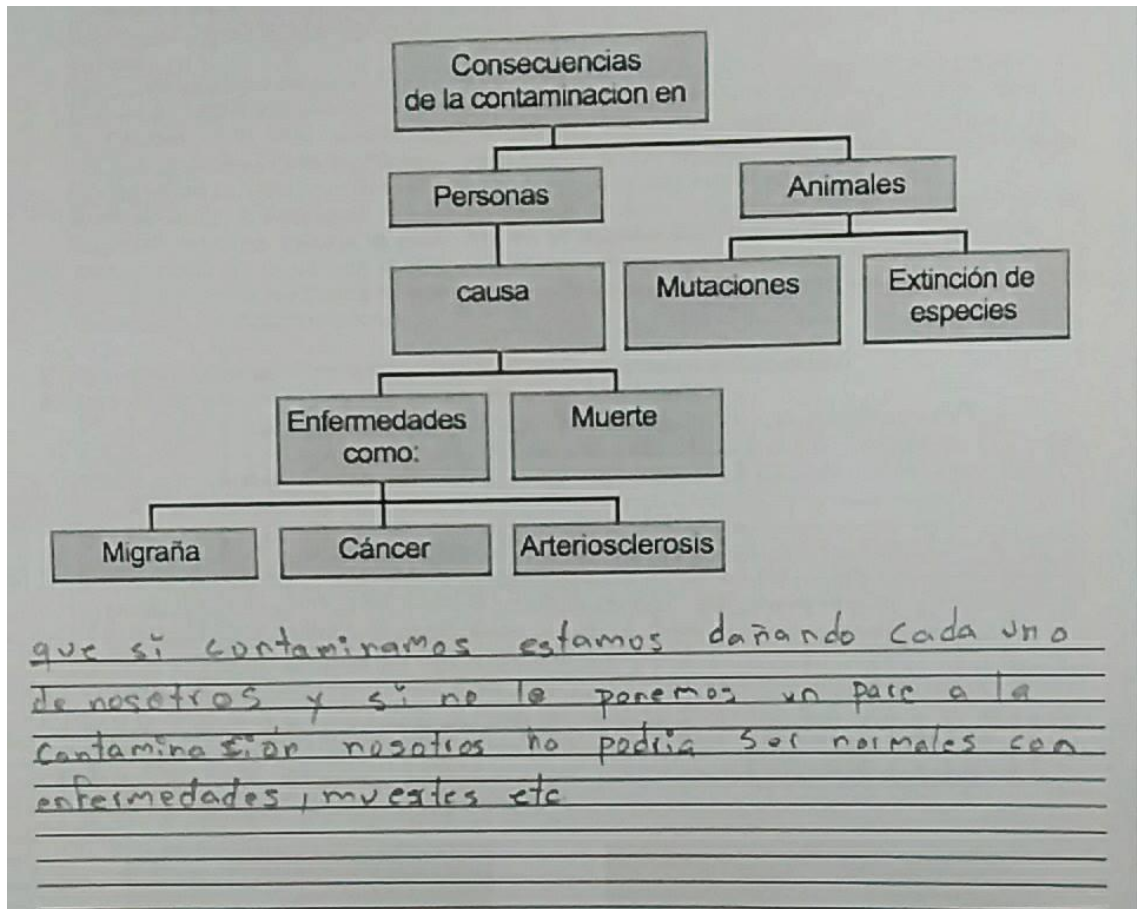 Consecuencias
de la contaminacion en
Personas
Animales
causa
Mutaciones
Extinción de
especies
Enfermedades
como:
Muerte
Migraña
Cáncer
Arteriosclerosis
que si contaminamos estamos dañando cada uno
de nosotros y si no le ponemos un pare a la
contaminasión nosotros no podria ser normales con
enfermedades, muertes etc